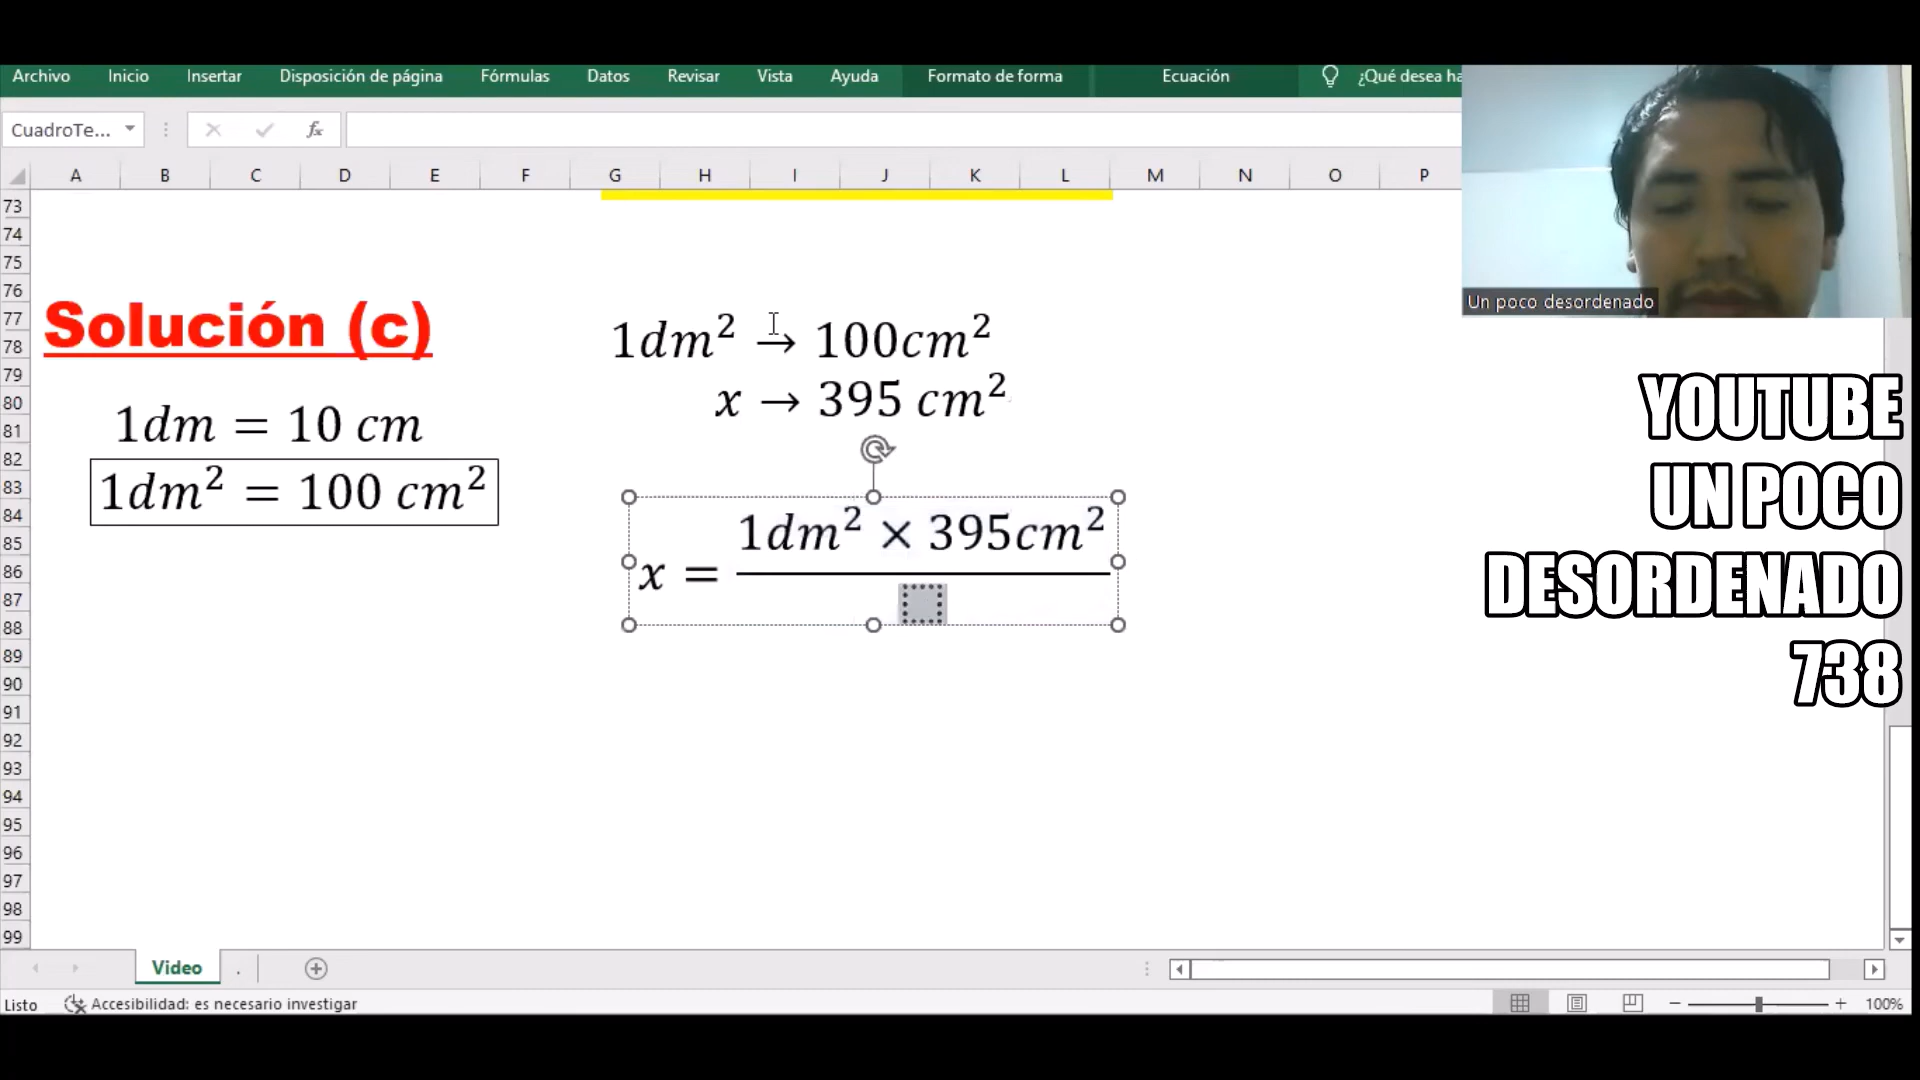 Archivo Inicio Insertar Disposición de página Fórmulas Datos Revisar Vista Ayuda Formato de forma Ecuación ¿Qué desea ha
CuadroTe... fx
A B C D E F G H I J K L M N O P
73
74
75
76
77
78
79
80
81
82
83
84
85
86
87
88
89
90
91
92
93
94
95
96
97
98
99
Solución (c)
1dm = 10 cm
1dm² = 100 cm²
1dm² → 100cm²
x → 395 cm²
x = 1dm² × 395cm²
Un poco desordenado
YOUTUBE
UN POCO
DESORDENADO
738
Video .
Listo Accesibilidad: es necesario investigar 100%